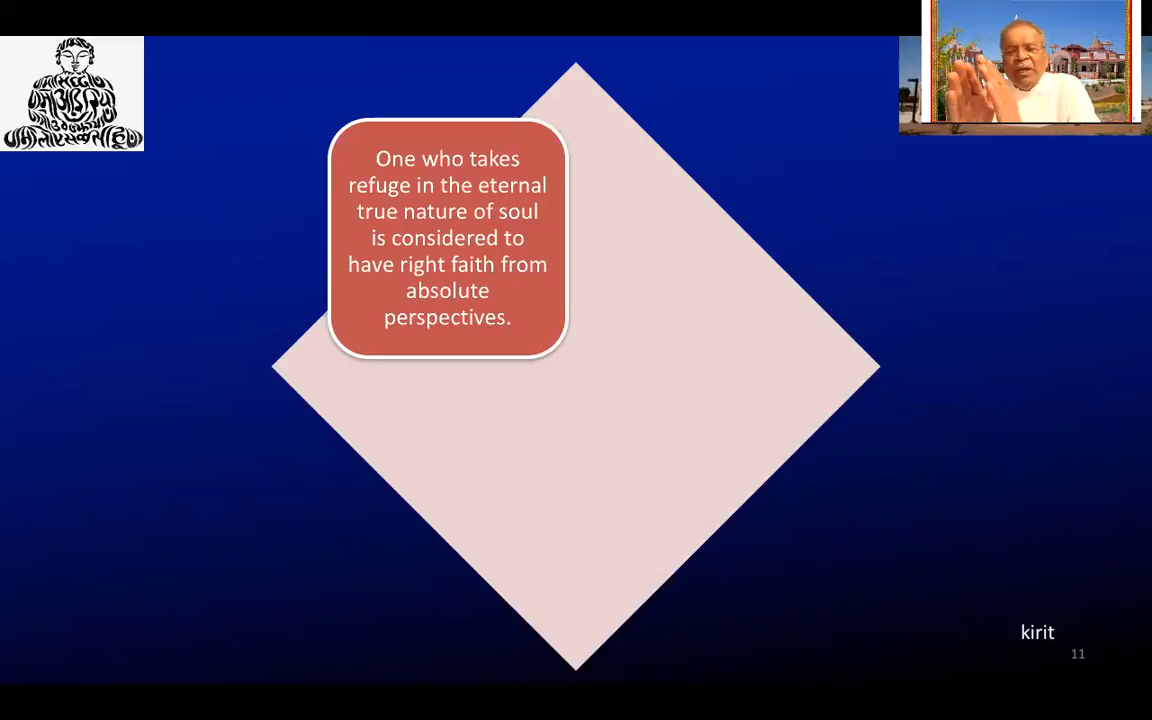 One who takes
refuge in the eternal
true nature of soul
is considered to
have right faith from
absolute
perspectives.
kirit
11